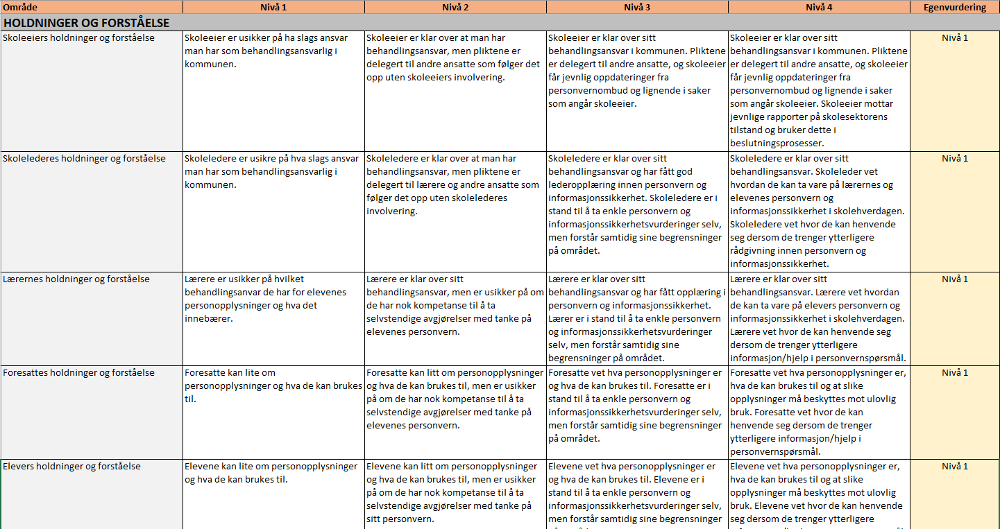 Område Nivå 1 Nivå 2 Nivå 3 Nivå 4 Egenvurdering
HOLDNINGER OG FORSTÅELSE
Skoleeiers holdninger og forståelse
Skoleeier er usikker på ha slags ansvar
man har som behandlingsansvarlig i
kommunen.
Skoleeier er klar over at man har
behandlingsansvar, men pliktene er
delegert til andre ansatte som følger det
opp uten skoleeiers involvering.
Skoleeier er klar over sitt
behandlingsansvar i kommunen. Pliktene
er delegert til andre ansatte, og skoleeier
får jevnlig oppdateringer fra
personvernombud og lignende i saker
som angår skoleeier.
Skoleeier er klar over sitt
behandlingsansvar i kommunen. Pliktene
er delegert til andre ansatte, og skoleeier
får jevnlig oppdateringer fra
personvernombud og lignende i saker
som angår skoleeier. Skoleeier mottar
jevnlige rapporter på skolesektorens
tilstand og bruker dette i
beslutningsprosesser.
Nivå 1
Skolelederes holdninger og forståelse
Skoleledere er usikre på hva slags ansvar
man har som behandlingsansvarlig i
kommunen.
Skoleledere er klar over at man har
behandlingsansvar, men pliktene er
delegert til lærere og andre ansatte som
følger det opp uten skolelederes
involvering.
Skoleledere er klar over sitt
behandlingsansvar og har fått god
lederopplæring innen personvern og
informasjonssikkerhet. Skoleledere er i
stand til å ta enkle personvern og
informasjonssikkerhetsvurderinger selv,
men forstår samtidig sine begrensninger
på området.
Skoleledere er klar over sitt
behandlingsansvar. Skoleleder vet
hvordan de kan ta vare på lærernes og
elevenes personvern og
informasjonssikkerhet i skolehverdagen.
Skoleledere vet hvor de kan henvende
seg dersom de trenger ytterligere
rådgivning innen personvern og
informasjonssikkerhet.
Nivå 1
Lærernes holdninger og forståelse
Lærere er usikker på hvilket
behandlingsanvar de har for elevenes
personopplysninger og hva det
innebærer.
Lærere er klar over sitt
behandlingsansvar, men er usikker på om
de har nok kompetanse til å ta
selvstendige avgjørelser med tanke på
elevenes personvern.
Lærere er klar over sitt
behandlingsansvar og har fått opplæring i
personvern og informasjonssikkerhet.
Lærer er i stand til å ta enkle personvern
og informasjonssikkerhetsvurderinger
selv, men forstår samtidig sine
begrensninger på området.
Lærere er klar over sitt
behandlingsansvar. Lærere vet hvordan
de kan ta vare på elevers personvern og
informasjonssikkerhet i skolehverdagen.
Lærere vet hvor de kan henvende seg
dersom de trenger ytterligere
informasjon/hjelp i personvernspørsmål.
Nivå 1
Foresattes holdninger og forståelse
Foresatte kan lite om
personopplysninger og hva de kan brukes
til.
Foresatte kan litt om personopplysninger
og hva de kan brukes til, men er usikker
på om de har nok kompetanse til å ta
selvstendige avgjørelser med tanke på
elevenes personvern.
Foresatte vet hva personopplysninger er
og hva de kan brukes til. Foresatte er i
stand til å ta enkle personvern og
informasjonssikkerhetsvurderinger selv,
men forstår samtidig sine begrensninger
på området.
Foresatte vet hva personopplysninger er,
hva de kan brukes til og at slike
opplysninger må beskyttes mot ulovlig
bruk. Foresatte vet hvor de kan
henvende seg dersom de trenger
ytterligere informasjon/hjelp i
personvernspørsmål.
Nivå 1
Elevers holdninger og forståelse
Elevene kan lite om personopplysninger
og hva de kan brukes til.
Elevene kan litt om personopplysninger
og hva de kan brukes til, men er usikker
på om de har nok kompetanse til å ta
selvstendige avgjørelser med tanke på
sitt personvern.
Elevene vet hva personopplysninger er
og hva de kan brukes til. Elevene er i
stand til å ta enkle personvern og
informasjonssikkerhetsvurderinger selv,
men forstår samtidig sine begrensninger
Elevene vet hva personopplysninger er,
hva de kan brukes til og at slike
opplysninger må beskyttes mot ulovlig
bruk. Elevene vet hvor de kan henvende
seg dersom de trenger ytterligere
Nivå 1